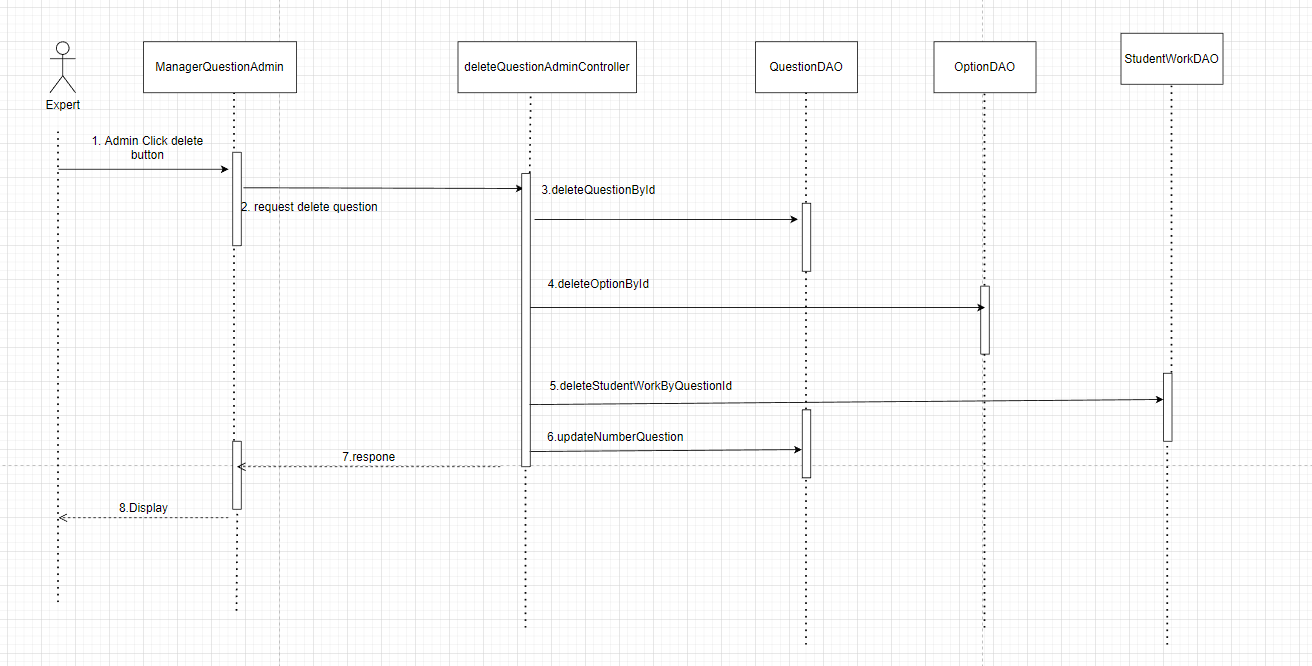 Expert
ManagerQuestionAdmin
deleteQuestionAdminController
QuestionDAO
OptionDAO
StudentWorkDAO
1. Admin Click delete
button
2. request delete question
3.deleteQuestionById
4.deleteOptionById
5.deleteStudentWorkByQuestionId
6.updateNumberQuestion
7.respone
8.Display